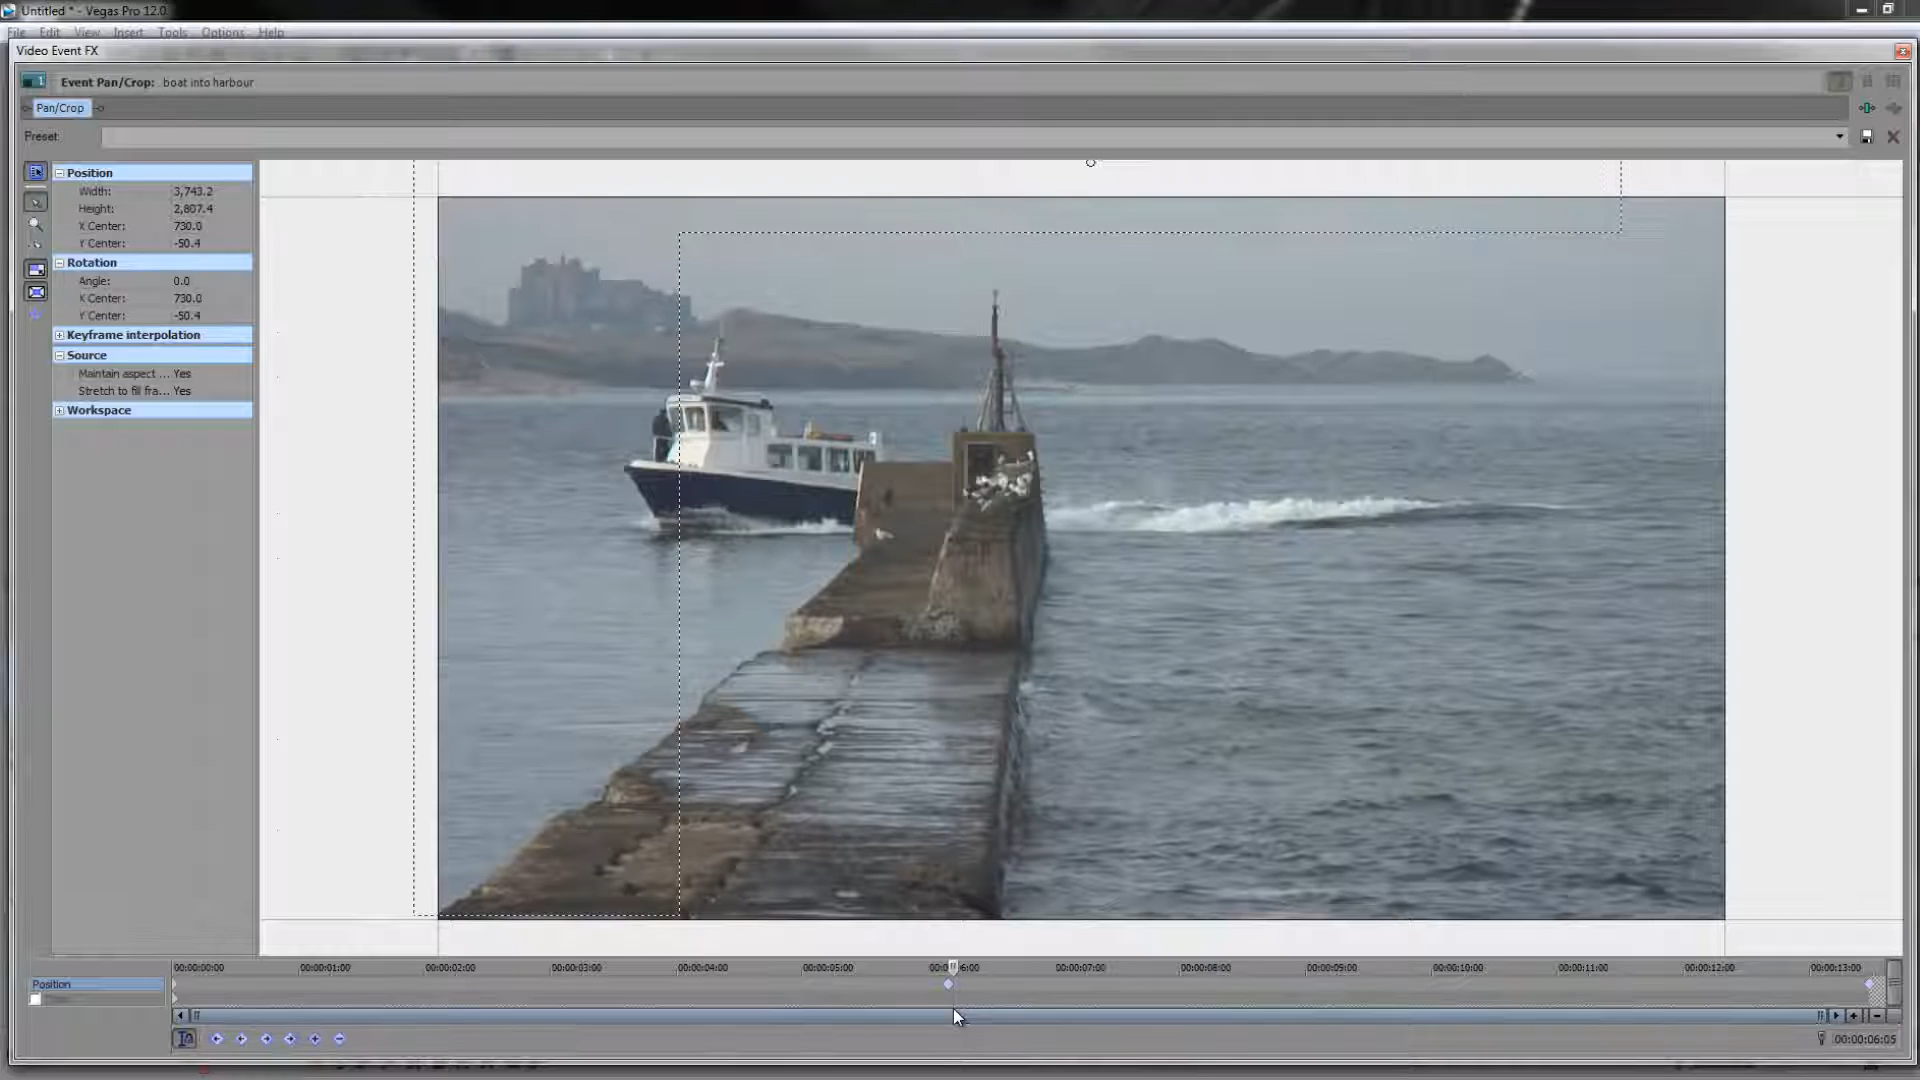 Untitled * - Vegas Pro 12.0
File Edit View Insert Tools Options Help
Video Event FX
1 Event Pan/Crop: boat into harbour
Pan/Crop
Preset:
Position
Width: 3,743.2
Height: 2,807.4
X Center: 730.0
Y Center: -50.4
Rotation
Angle: 0.0
X Center: 730.0
Y Center: -50.4
Keyframe interpolation
Source
Maintain aspect ... Yes
Stretch to fill fra... Yes
Workspace
00:00:00:00 00:00:01:00 00:00:02:00 00:00:03:00 00:00:04:00 00:00:05:00 00:00:07:00 00:00:08:00 00:00:09:00 00:00:10:00 00:00:11:00 00:00:12:00 00:00:13:00
Position
00:00:06:05